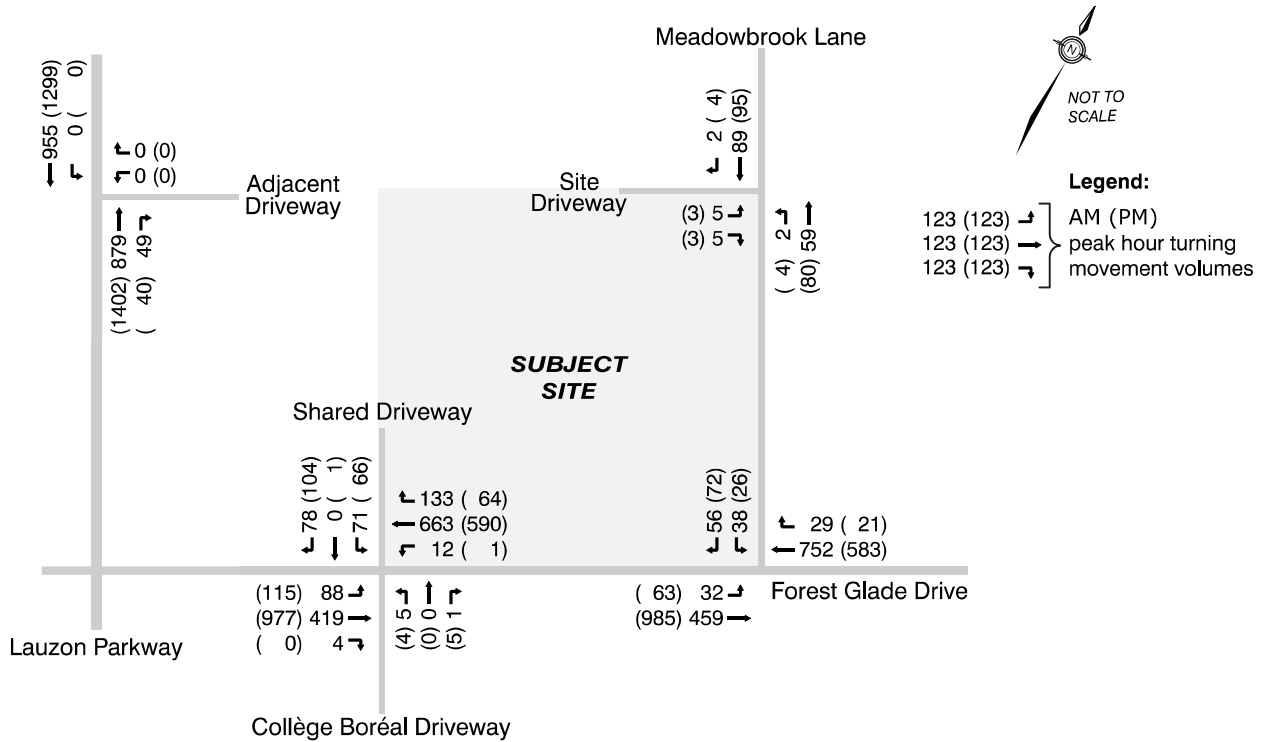 Meadowbrook Lane
N
NOT TO
SCALE
955 (1299)
0 ( 0)
2 ( 4)
89 (95)
0 (0)
0 (0)
Adjacent
Driveway
Site
Driveway
(3) 5
(3) 5
Legend:
123 (123)
123 (123)
123 (123)
AM (PM)
peak hour turning
movement volumes
(1402) 879
( 40) 49
( 4) 2
(80) 59
SUBJECT
SITE
Shared Driveway
78 (104)
0 ( 1)
71 ( 66)
133 ( 64)
663 (590)
12 ( 1)
56 (72)
38 (26)
29 ( 21)
752 (583)
(115) 88
(977) 419
( 0) 4
(4) 5
(0) 0
(5) 1
( 63) 32
(985) 459
Forest Glade Drive
Lauzon Parkway
Collège Boréal Driveway